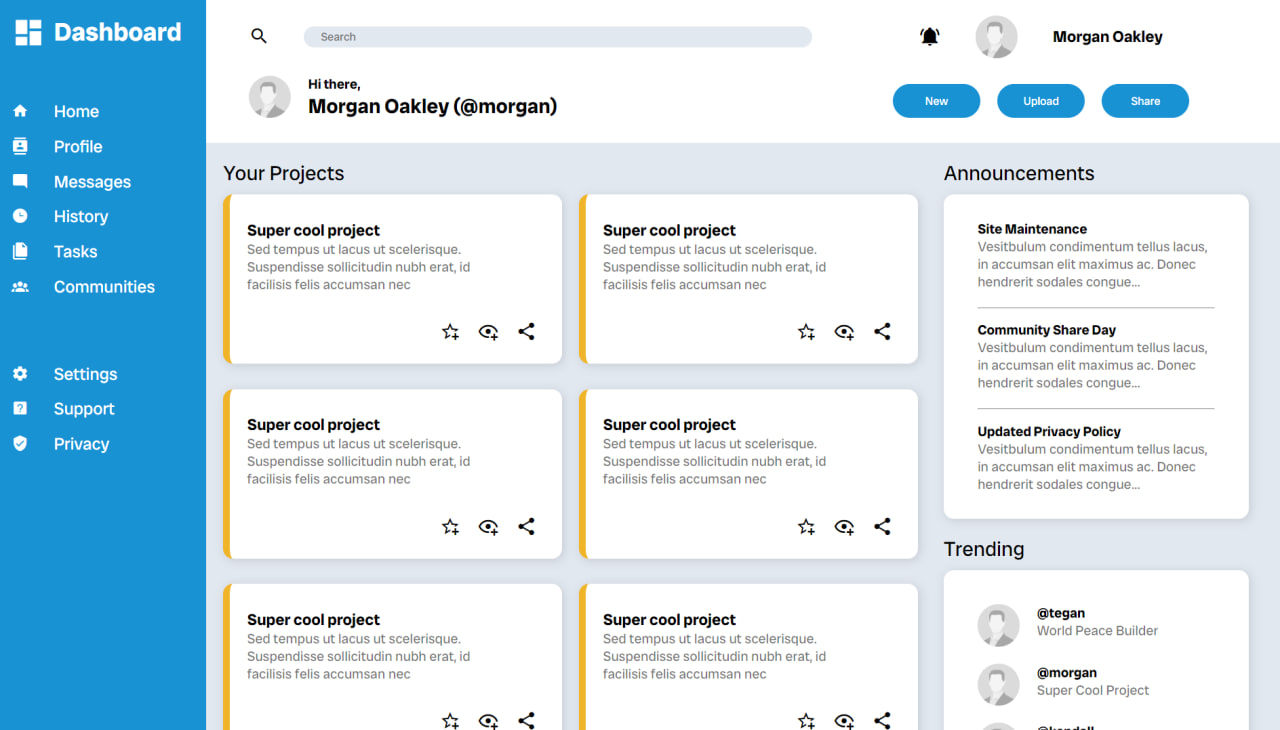 Dashboard
Home
Profile
Messages
History
Tasks
Communities
Settings
Support
Privacy
Search
Morgan Oakley
Hi there,
Morgan Oakley (@morgan)
New
Upload
Share
Your Projects
Super cool project
Sed tempus ut lacus ut scelerisque.
Suspendisse sollicitudin nubh erat, id
facilisis felis accumsan nec
Super cool project
Sed tempus ut lacus ut scelerisque.
Suspendisse sollicitudin nubh erat, id
facilisis felis accumsan nec
Super cool project
Sed tempus ut lacus ut scelerisque.
Suspendisse sollicitudin nubh erat, id
facilisis felis accumsan nec
Super cool project
Sed tempus ut lacus ut scelerisque.
Suspendisse sollicitudin nubh erat, id
facilisis felis accumsan nec
Super cool project
Sed tempus ut lacus ut scelerisque.
Suspendisse sollicitudin nubh erat, id
facilisis felis accumsan nec
Super cool project
Sed tempus ut lacus ut scelerisque.
Suspendisse sollicitudin nubh erat, id
facilisis felis accumsan nec
Announcements
Site Maintenance
Vesitbulum condimentum tellus lacus,
in accumsan elit maximus ac. Donec
hendrerit sodales congue...
Community Share Day
Vesitbulum condimentum tellus lacus,
in accumsan elit maximus ac. Donec
hendrerit sodales congue...
Updated Privacy Policy
Vesitbulum condimentum tellus lacus,
in accumsan elit maximus ac. Donec
hendrerit sodales congue...
Trending
@tegan
World Peace Builder
@morgan
Super Cool Project